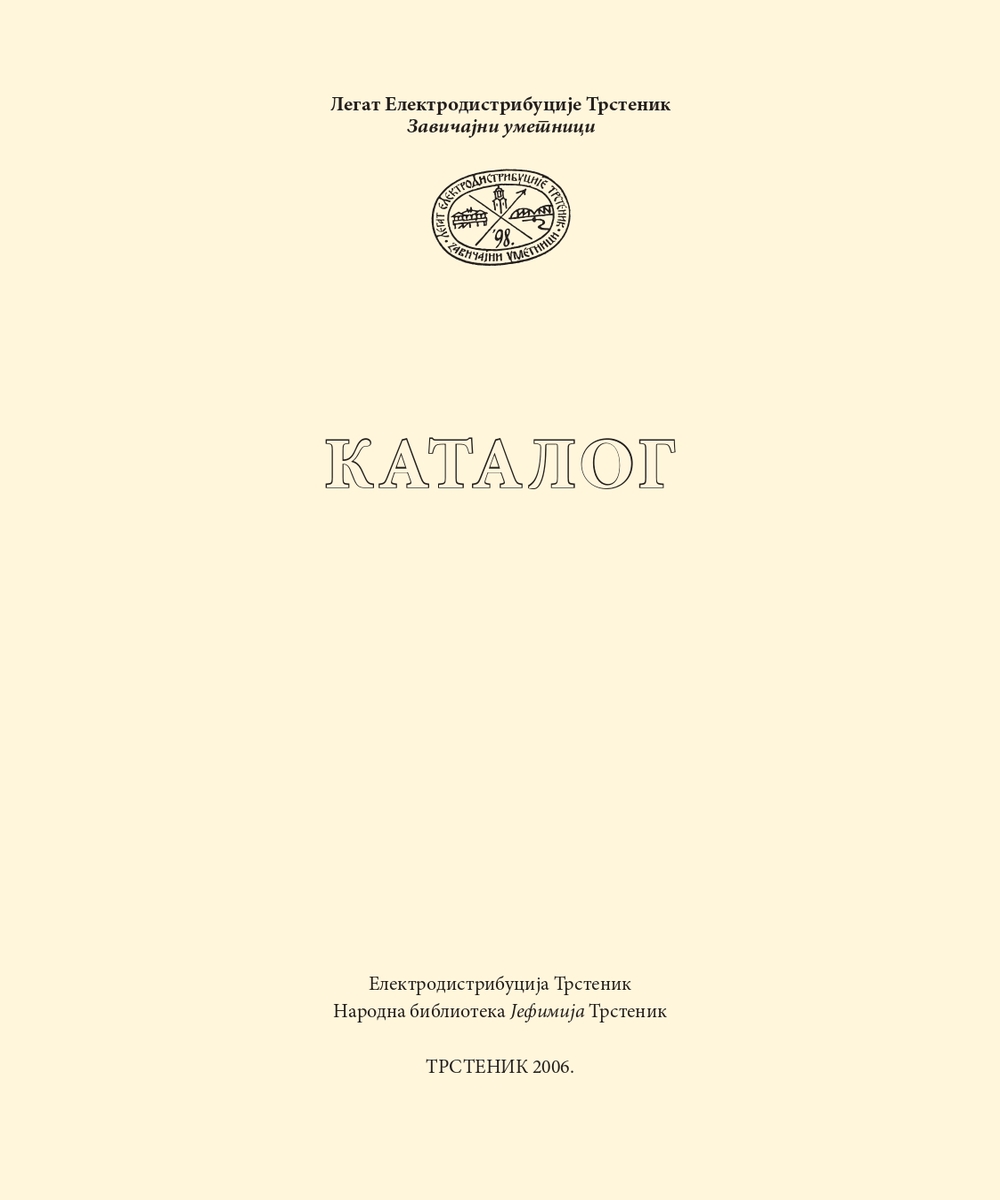 Легат Електродистрибуције Трстеник
Завичајни уметници
ЛЕГАТ ЕЛЕКТРОДИСТРИБУЦИЈЕ ТРСТЕНИК
'98.
ЗАВИЧАЈНИ УМЕТНИЦИ
КАТАЛОГ
Електродистрибуција Трстеник
Народна библиотека Јефимија Трстеник
ТРСТЕНИК 2006.